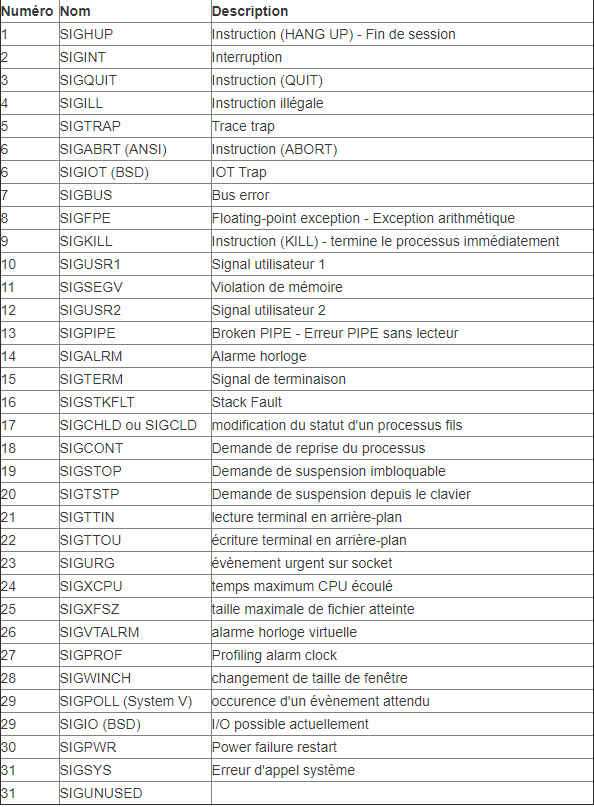 Numéro Nom Description
1 SIGHUP Instruction (HANG UP) - Fin de session
2 SIGINT Interruption
3 SIGQUIT Instruction (QUIT)
4 SIGILL Instruction illégale
5 SIGTRAP Trace trap
6 SIGABRT (ANSI) Instruction (ABORT)
6 SIGIOT (BSD) IOT Trap
7 SIGBUS Bus error
8 SIGFPE Floating-point exception - Exception arithmétique
9 SIGKILL Instruction (KILL) - termine le processus immédiatement
10 SIGUSR1 Signal utilisateur 1
11 SIGSEGV Violation de mémoire
12 SIGUSR2 Signal utilisateur 2
13 SIGPIPE Broken PIPE - Erreur PIPE sans lecteur
14 SIGALRM Alarme horloge
15 SIGTERM Signal de terminaison
16 SIGSTKFLT Stack Fault
17 SIGCHLD ou SIGCLD modification du statut d'un processus fils
18 SIGCONT Demande de reprise du processus
19 SIGSTOP Demande de suspension imbloquable
20 SIGTSTP Demande de suspension depuis le clavier
21 SIGTTIN lecture terminal en arrière-plan
22 SIGTTOU écriture terminal en arrière-plan
23 SIGURG évènement urgent sur socket
24 SIGXCPU temps maximum CPU écoulé
25 SIGXFSZ taille maximale de fichier atteinte
26 SIGVTALRM alarme horloge virtuelle
27 SIGPROF Profiling alarm clock
28 SIGWINCH changement de taille de fenêtre
29 SIGPOLL (System V) occurence d'un évènement attendu
29 SIGIO (BSD) I/O possible actuellement
30 SIGPWR Power failure restart
31 SIGSYS Erreur d'appel système
31 SIGUNUSED